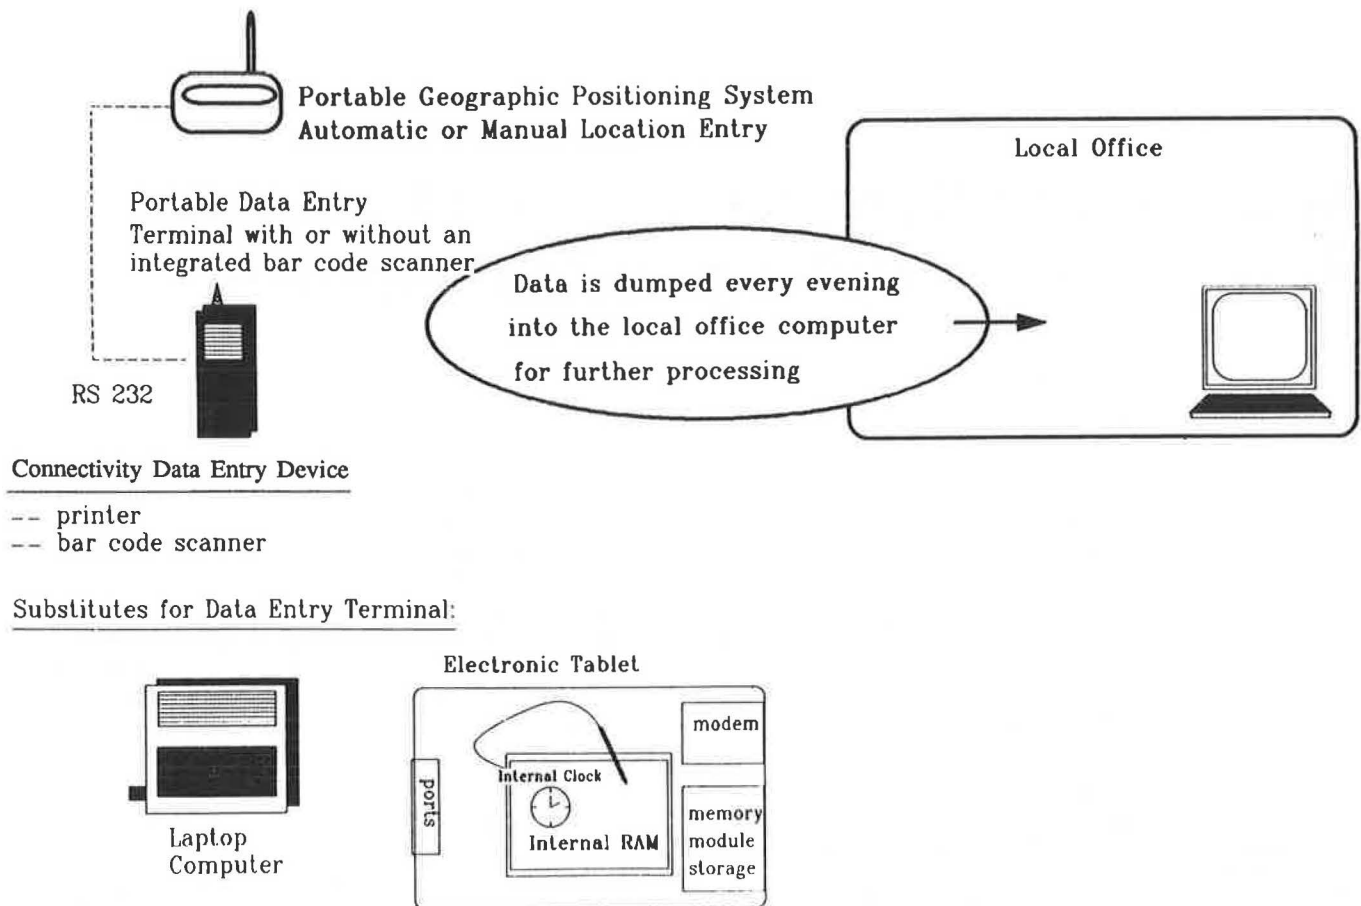 Portable Geographic Positioning System
Automatic or Manual Location Entry
Local Office
Portable Data Entry
Terminal with or without an
integrated bar code scanner
Data is dumped every evening
into the local office computer
for further processing
RS 232
Connectivity Data Entry Device
-- printer
-- bar code scanner
Substitutes for Data Entry Terminal:
Laptop
Computer
Electronic Tablet
modem
ports
Internal Clock
Internal RAM
memory
module
storage